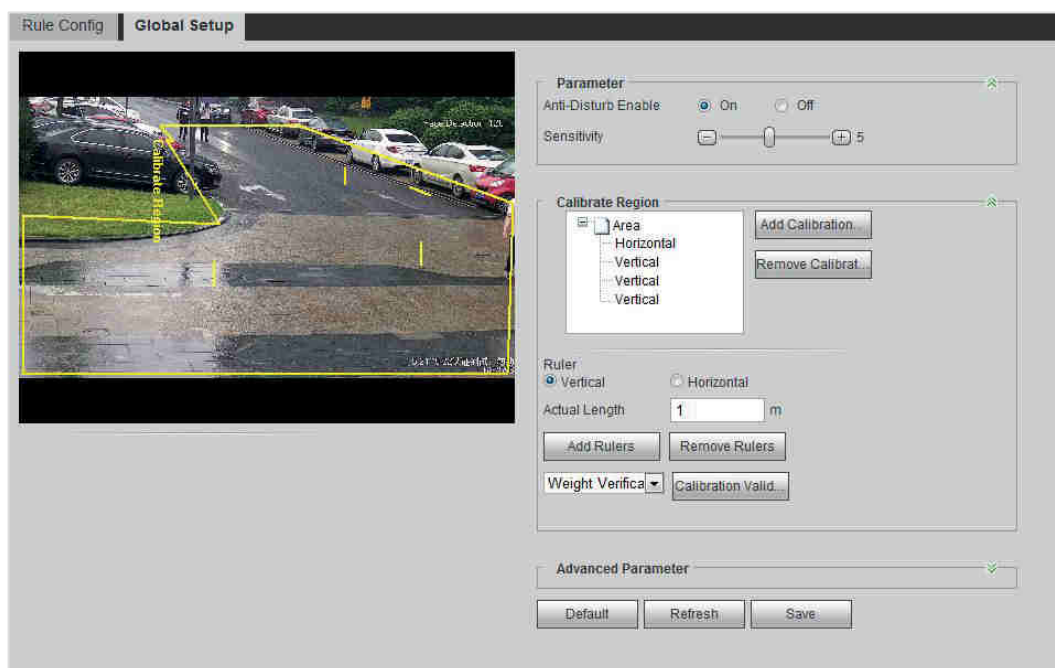 Rule Config Global Setup
Calibrate Region
Parameter
Anti-Disturb Enable On Off
Sensitivity 5
Calibrate Region
Area
Horizontal
Vertical
Vertical
Vertical
Add Calibration...
Remove Calibrat...
Ruler
Vertical Horizontal
Actual Length 1 m
Add Rulers Remove Rulers
Weight Verifica Calibration Valid...
Advanced Parameter
Default Refresh Save